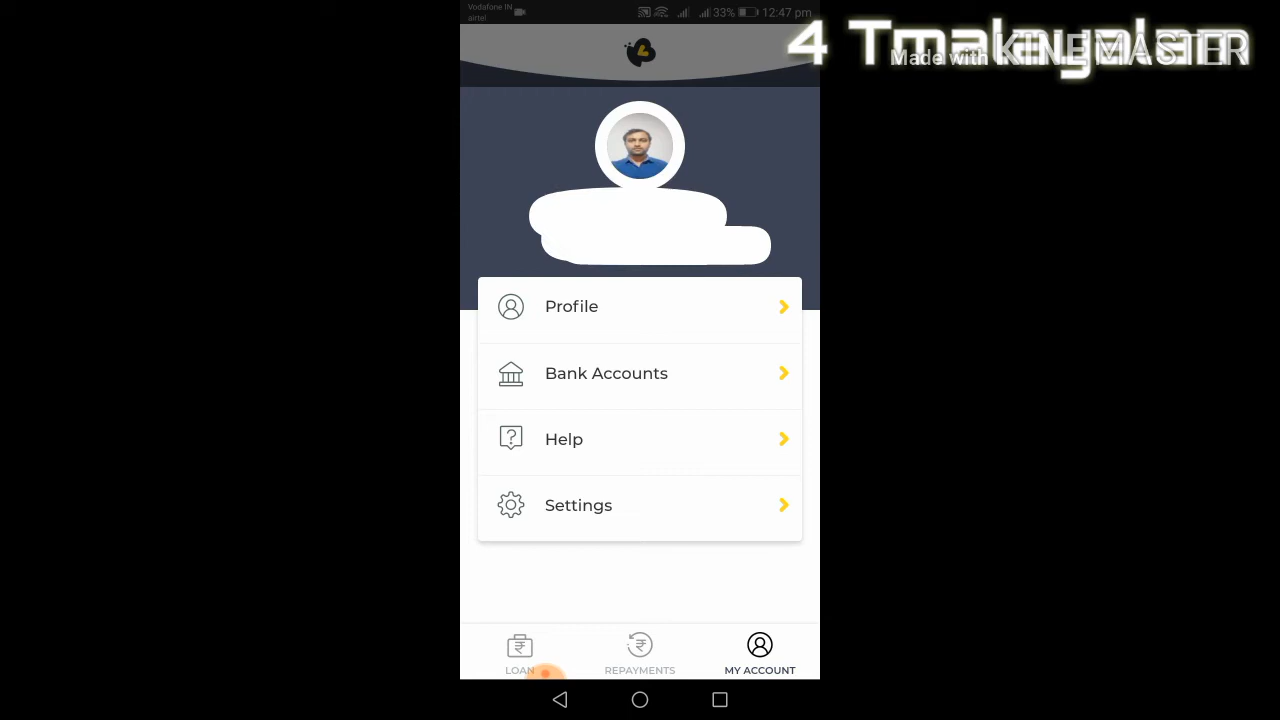 Vodafone IN
airtel
33% 12:47 pm
4 Tmalayalam
Made with KINEMASTER
Profile
Bank Accounts
Help
Settings
LOAN
REPAYMENTS
MY ACCOUNT